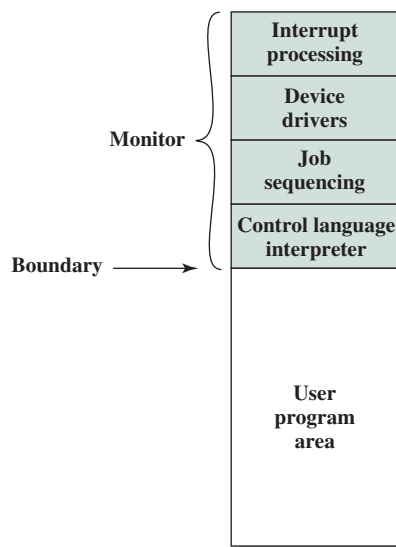 Interrupt
processing
Device
drivers
Monitor
Job
sequencing
Control language
interpreter
Boundary
User
program
area